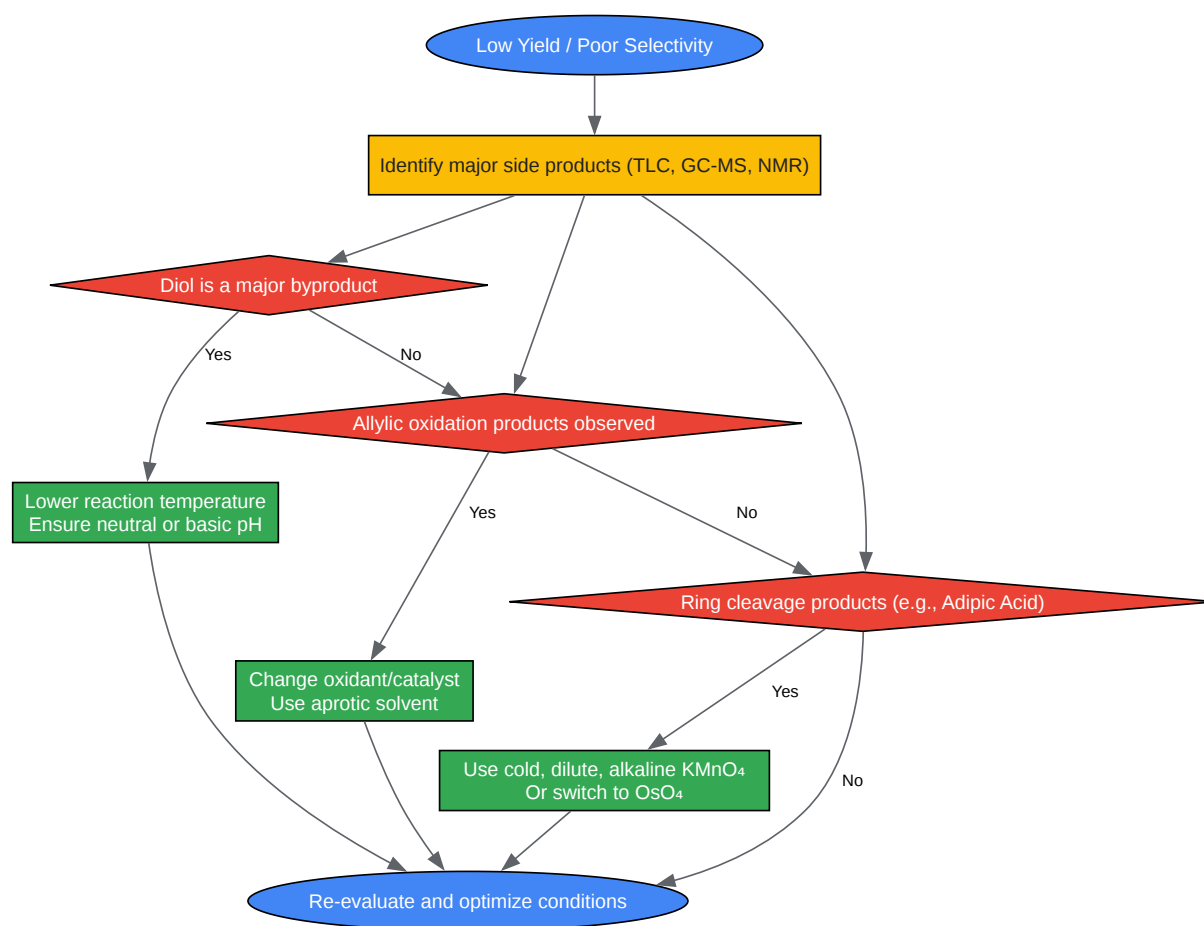 Low Yield / Poor Selectivity
Identify major side products (TLC, GC-MS, NMR)
Diol is a major byproduct
Yes
No
Allylic oxidation products observed
Lower reaction temperature
Ensure neutral or basic pH
Yes
No
Ring cleavage products (e.g., Adipic Acid)
Change oxidant/catalyst
Use aprotic solvent
Yes
Use cold, dilute, alkaline KMnO₄
Or switch to OsO₄
No
Re-evaluate and optimize conditions